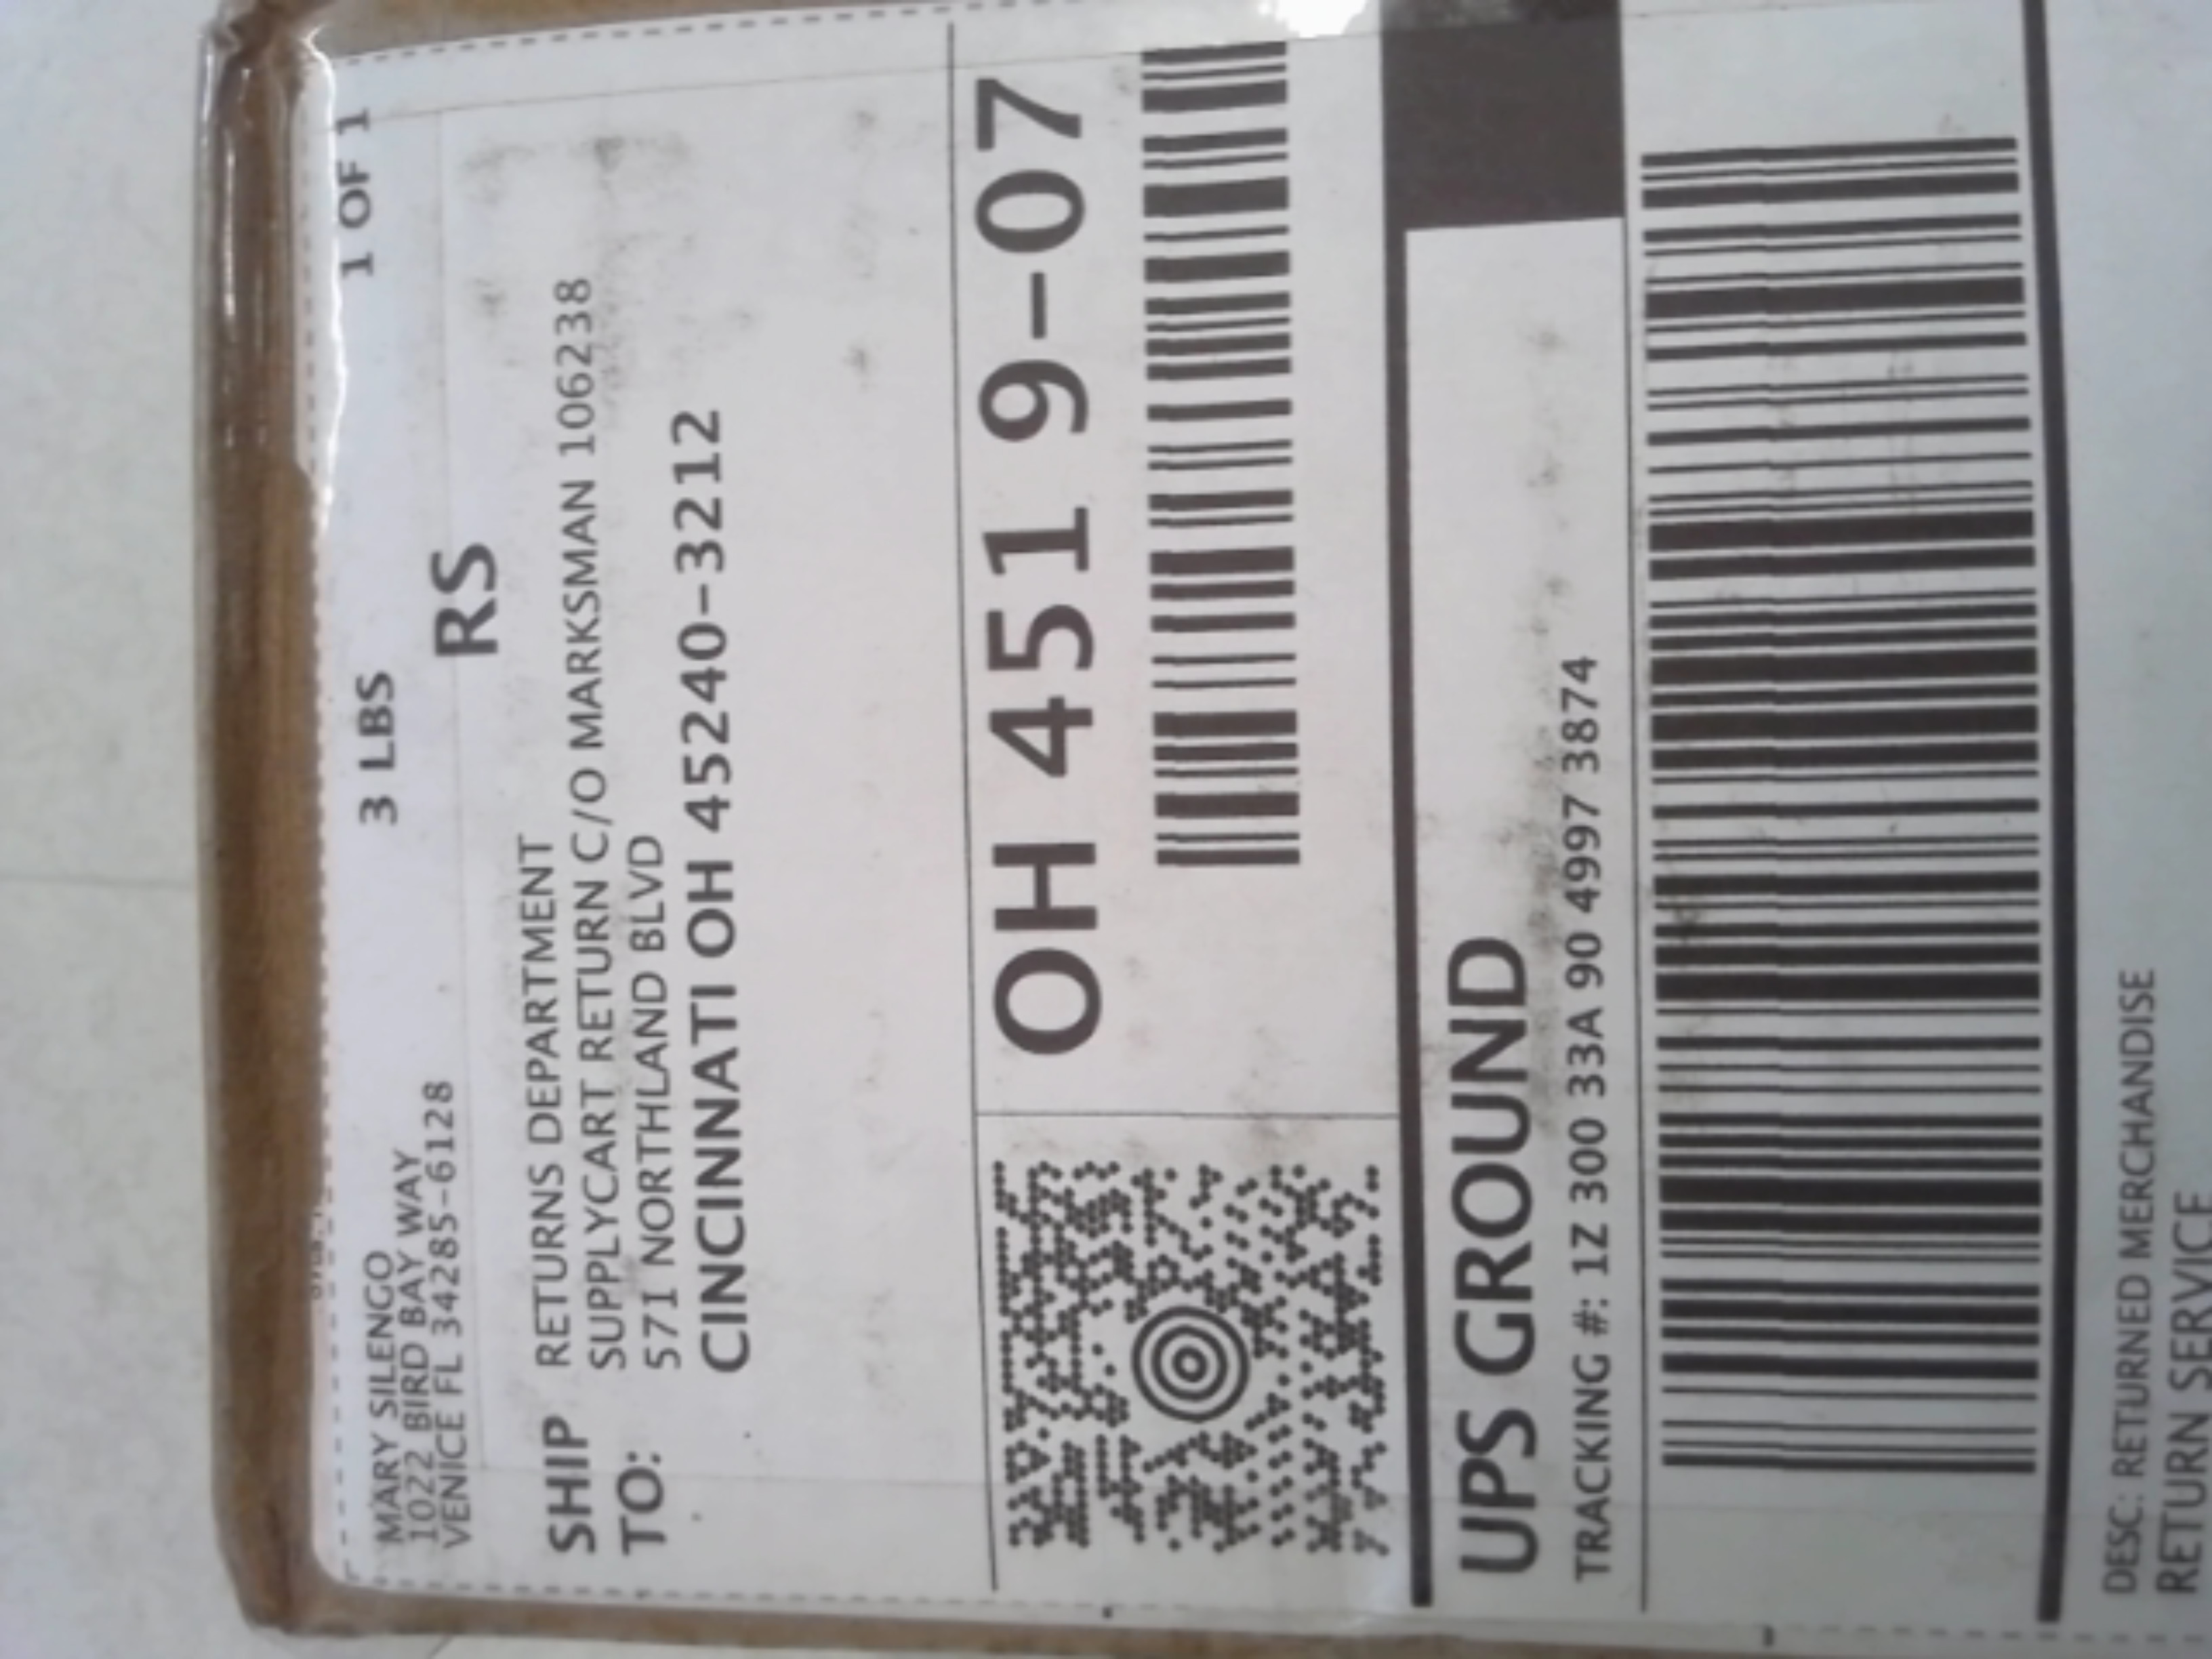 MARY SILENGO
1022 BIRD BAY WAY
VENICE FL 34285-6128
3 LBS
1 OF 1
RS
SHIP TO:
RETURNS DEPARTMENT
SUPPLYCART RETURN C/O MARKSMAN 106238
571 NORTHLAND BLVD
CINCINNATI OH 45240-3212
OH 451 9-07
UPS GROUND
TRACKING #: 1Z 300 33A 90 4997 3874
DESC: RETURNED MERCHANDISE
RETURN SERVICE